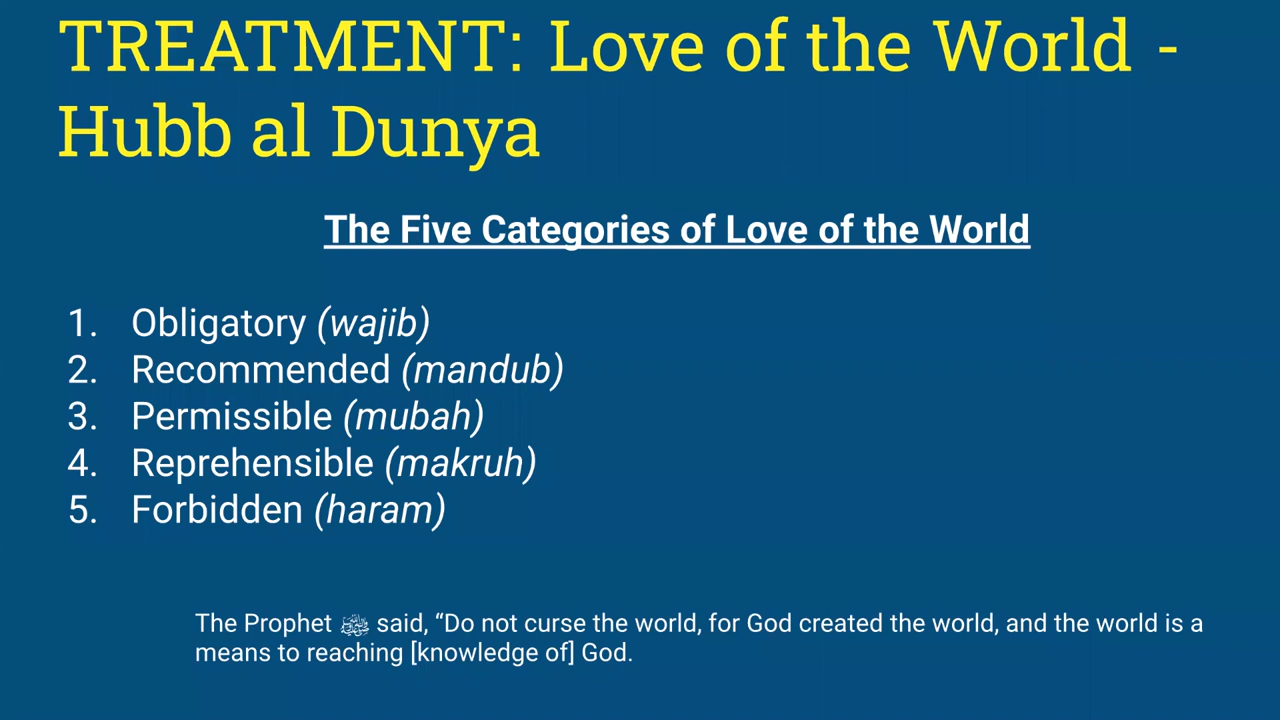 TREATMENT: Love of the World -
Hubb al Dunya
The Five Categories of Love of the World
1. Obligatory (wajib)
2. Recommended (mandub)
3. Permissible (mubah)
4. Reprehensible (makruh)
5. Forbidden (haram)
The Prophet ﷺ said, “Do not curse the world, for God created the world, and the world is a
means to reaching [knowledge of] God.